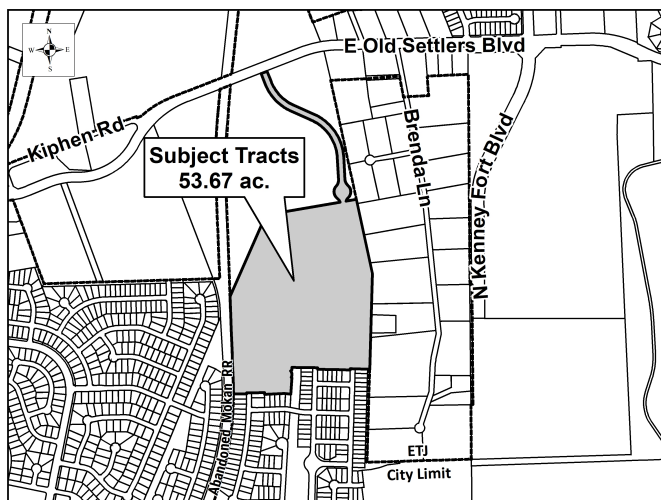 N
W E
S
E Old Settlers Blvd
Kiphen Rd
Subject Tracts
53.67 ac.
Brenda Ln
N Kenney Fort Blvd
Abandoned Mokan RR
ETJ
City Limit